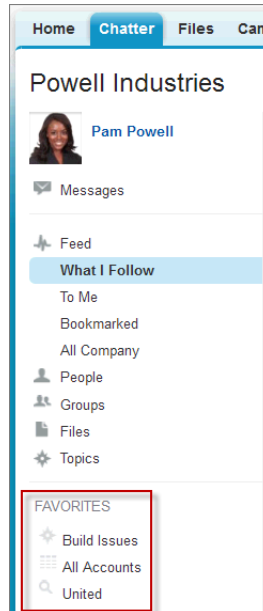 Home Chatter Files
Powell Industries
Pam Powell
Messages
Feed
What I Follow
To Me
Bookmarked
All Company
People
Groups
Files
Topics
FAVORITES
Build Issues
All Accounts
United